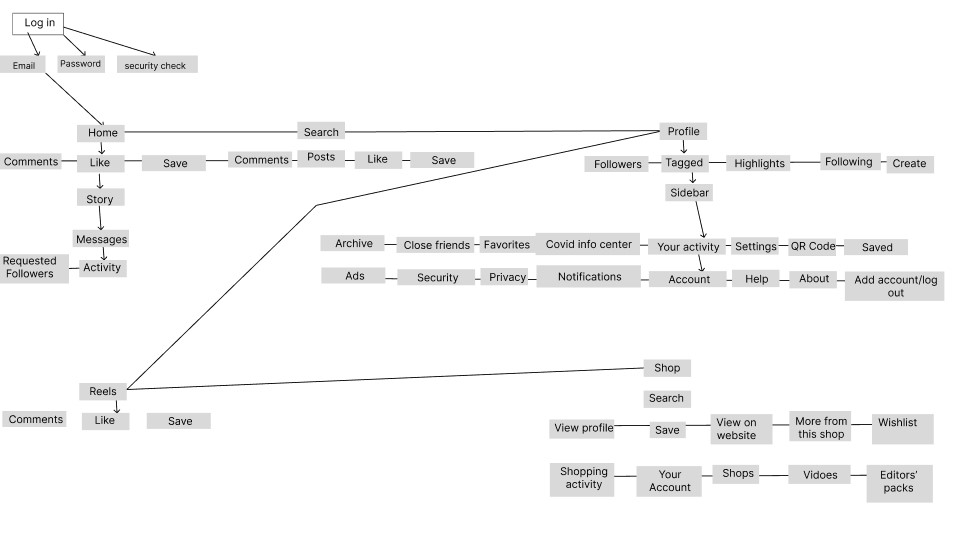 Log in
Email
Password
security check
Home
Search
Profile
Comments
Like
Save
Comments
Posts
Like
Save
Followers
Tagged
Highlights
Following
Create
Story
Sidebar
Messages
Archive
Close friends
Favorites
Covid info center
Your activity
Settings
QR Code
Saved
Requested
Followers
Activity
Ads
Security
Privacy
Notifications
Account
Help
About
Add account/log
out
Reels
Shop
Search
Comments
Like
Save
View profile
Save
View on
website
More from
this shop
Wishlist
Shopping
activity
Your
Account
Shops
Vidoes
Editors’
packs